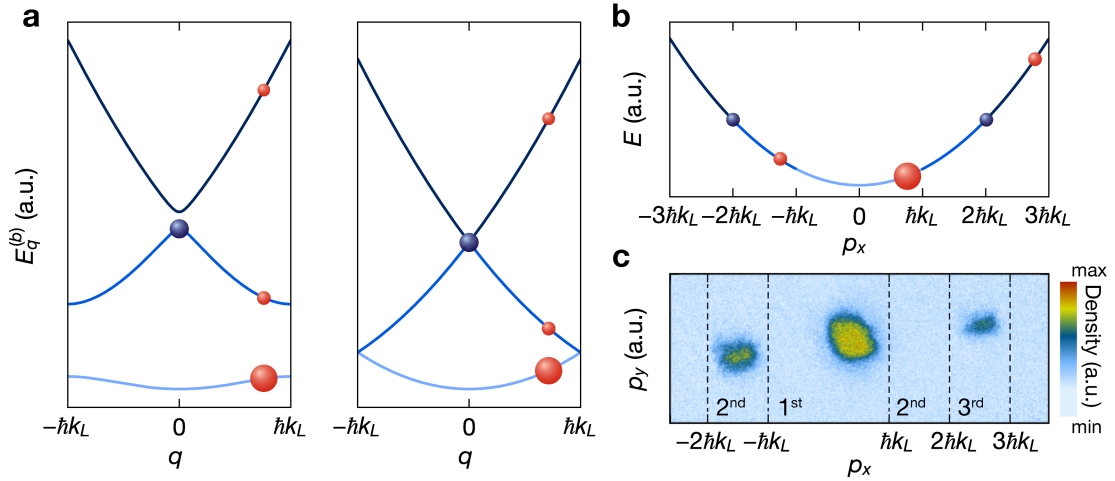 a
E_q^(b) (a.u.)
−ħk_L 0 ħk_L
q
−ħk_L 0 ħk_L
q
b
E (a.u.)
−3ħk_L −2ħk_L −ħk_L 0 ħk_L 2ħk_L 3ħk_L
p_x
c
p_y (a.u.)
2nd 1st 2nd 3rd
−2ħk_L −ħk_L ħk_L 2ħk_L 3ħk_L
p_x
max
Density (a.u.)
min